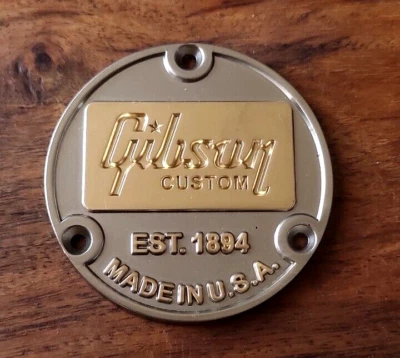 Gibson
CUSTOM
EST. 1894
MADE IN U.S.A.